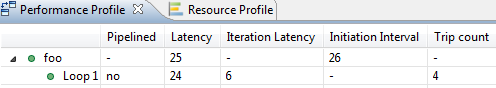 Performance Profile Resource Profile
Pipelined Latency Iteration Latency Initiation Interval Trip count
foo - 25 - 26 -
Loop 1 no 24 6 - 4